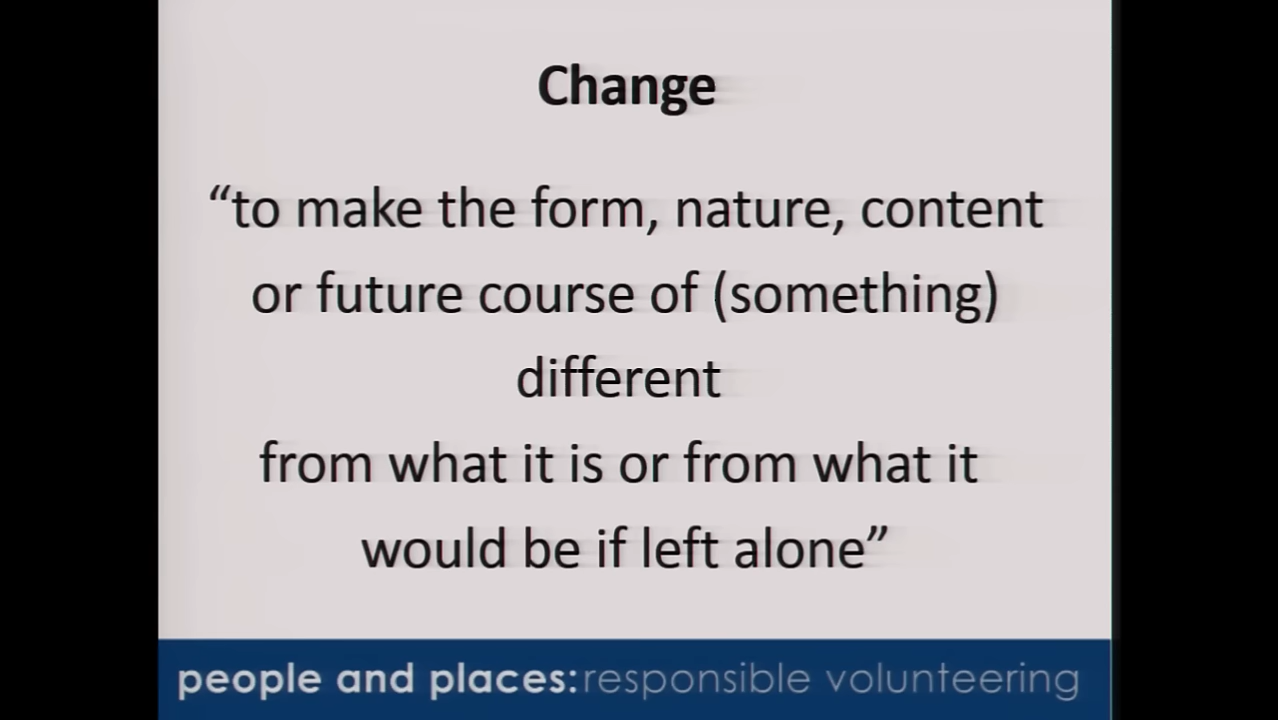 Change
“to make the form, nature, content
or future course of (something)
different
from what it is or from what it
would be if left alone”
people and places: responsible volunteering